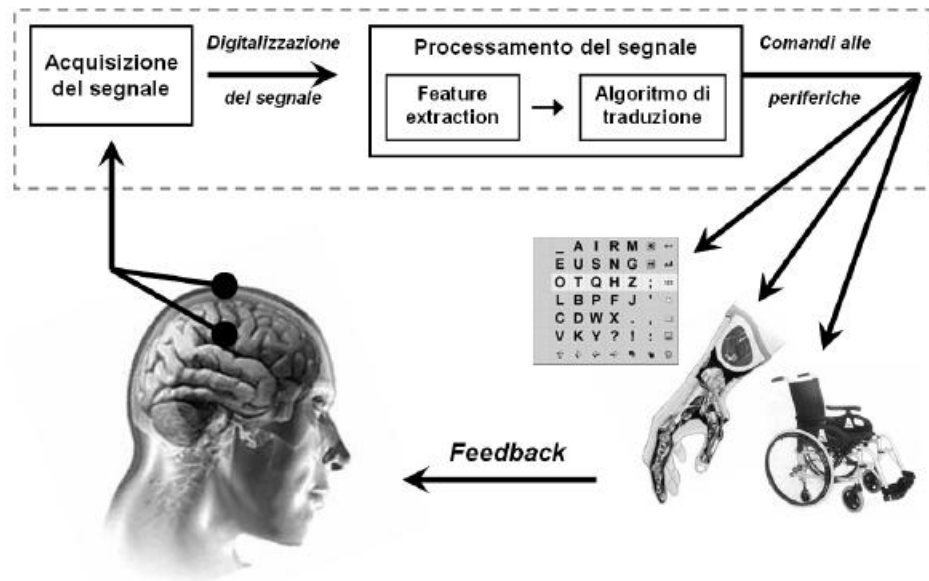 Acquisizione
del segnale
Digitalizzazione
del segnale
Processamento del segnale
Feature
extraction
Algoritmo di
traduzione
Comandi alle
periferiche
_ A I R M
E U S N G
O T Q H Z ;
L B P F J '
C D W X . ,
V K Y ? ! :
Feedback